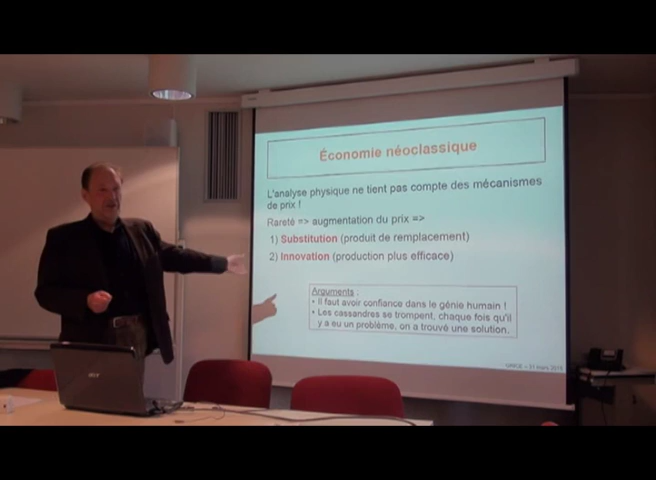 Économie néoclassique
L'analyse physique ne tient pas compte des mécanismes
de prix !
Rareté => augmentation du prix =>
1) Substitution (produit de remplacement)
2) Innovation (production plus efficace)
Arguments :
• Il faut avoir confiance dans le génie humain !
• Les cassandres se trompent, chaque fois qu'il
y a eu un problème, on a trouvé une solution.
acer